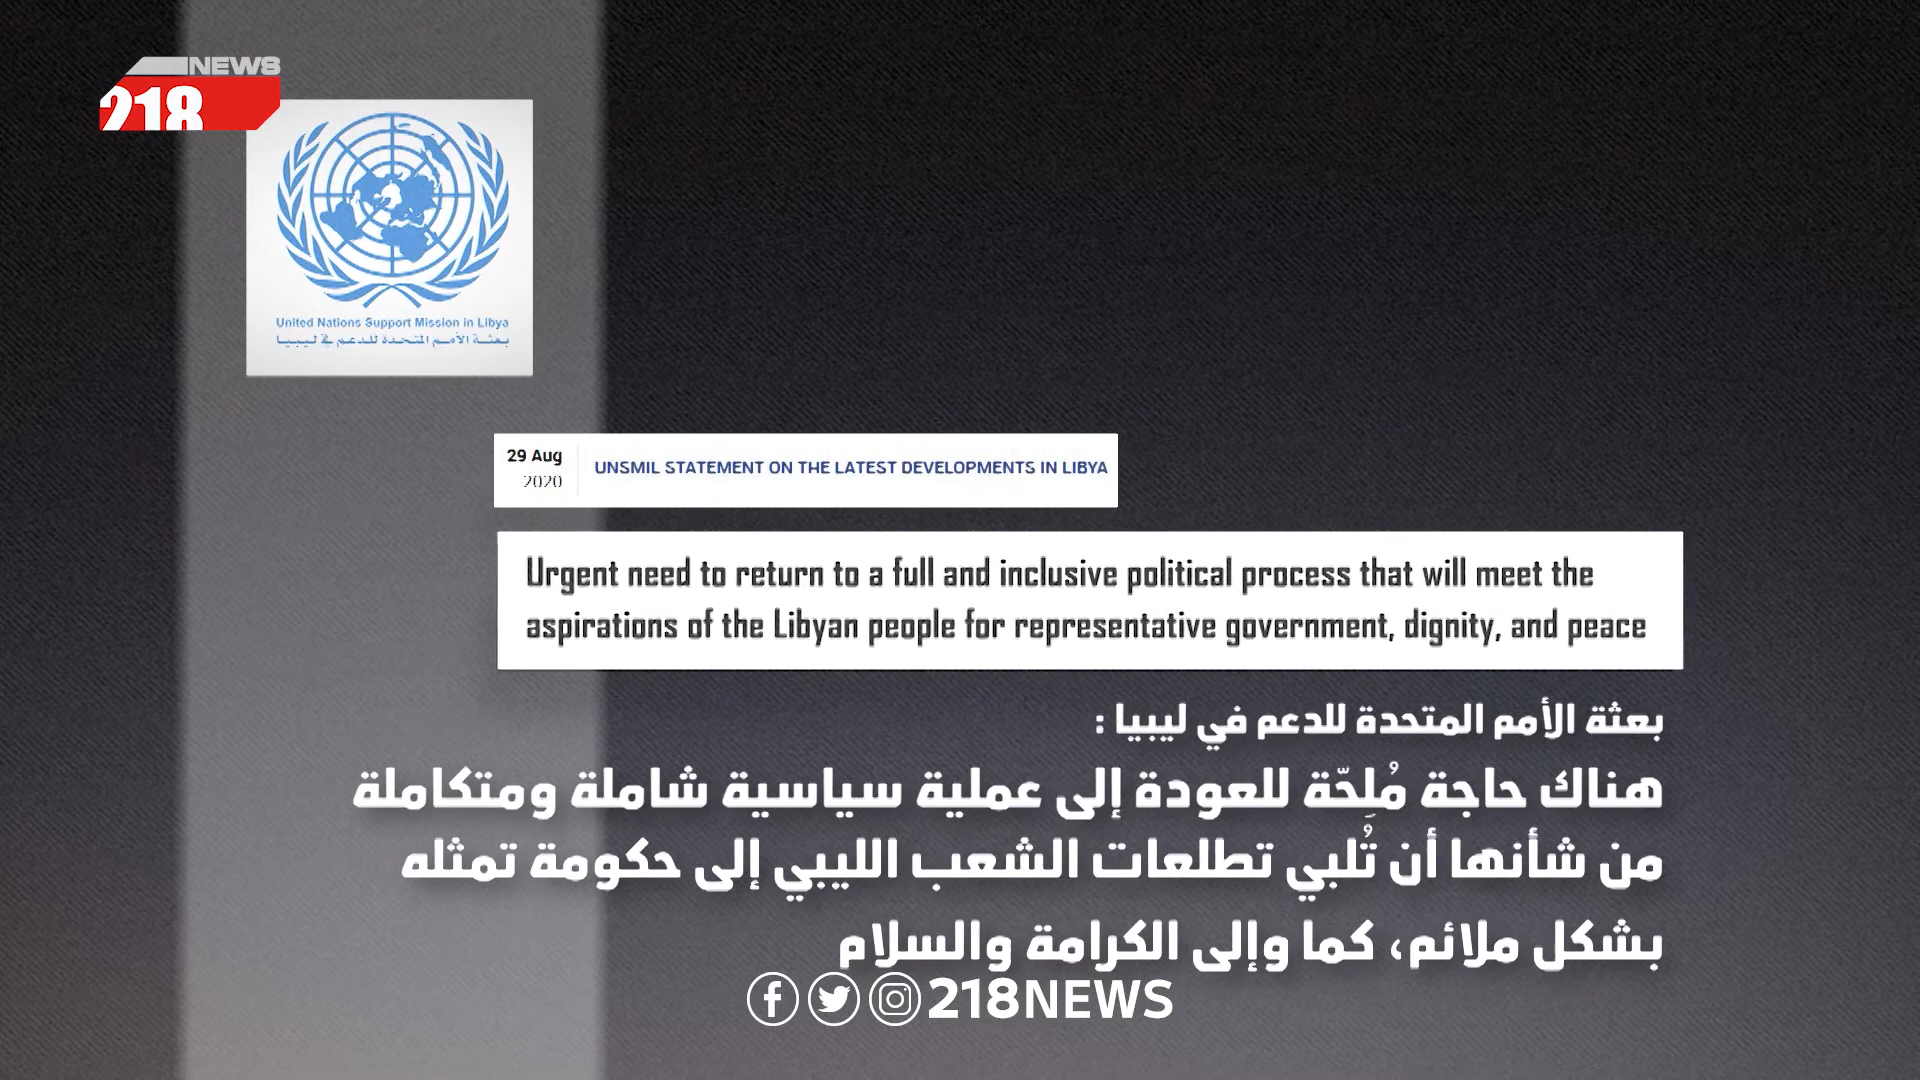 NEWS
218
United Nations Support Mission in Libya
بعثة الأمم المتحدة للدعم في ليبيا
29 Aug
2020
UNSMIL STATEMENT ON THE LATEST DEVELOPMENTS IN LIBYA
Urgent need to return to a full and inclusive political process that will meet the
aspirations of the Libyan people for representative government, dignity, and peace
بعثة الأمم المتحدة للدعم في ليبيا :
هناك حاجة مُلِحّة للعودة إلى عملية سياسية شاملة ومتكاملة
من شأنها أن تُلبي تطلعات الشعب الليبي إلى حكومة تمثله
بشكل ملائم، كما وإلى الكرامة والسلام
218NEWS